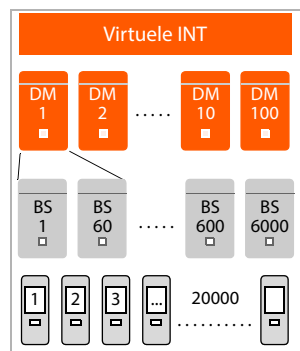 Virtuele INT
DM 1 DM 2 ..... DM 10 DM 100
BS 1 BS 60 ..... BS 600 BS 6000
1 2 3 ... 20000 ..........